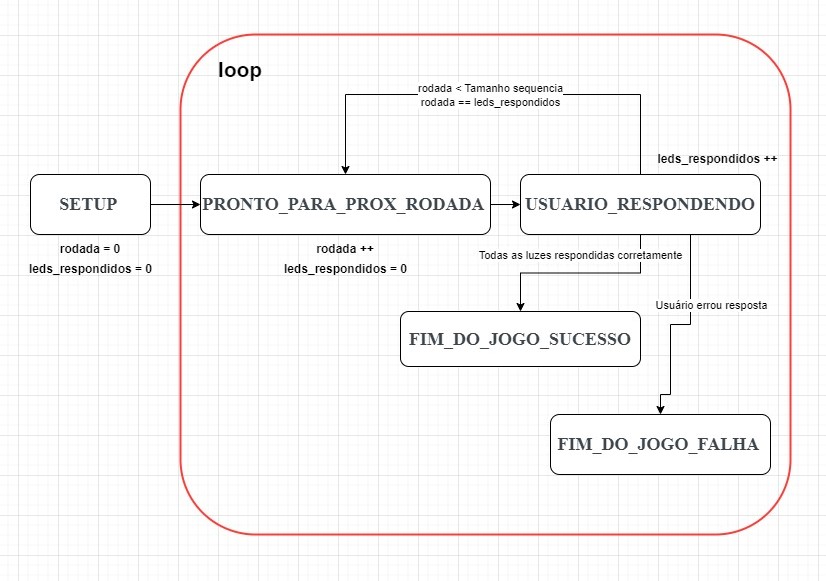 loop
rodada < Tamanho sequencia
rodada == leds_respondidos
leds_respondidos ++
SETUP
PRONTO_PARA_PROX_RODADA
USUARIO_RESPONDENDO
rodada = 0
leds_respondidos = 0
rodada ++
leds_respondidos = 0
Todas as luzes respondidas corretamente
Usuário errou resposta
FIM_DO_JOGO_SUCESSO
FIM_DO_JOGO_FALHA